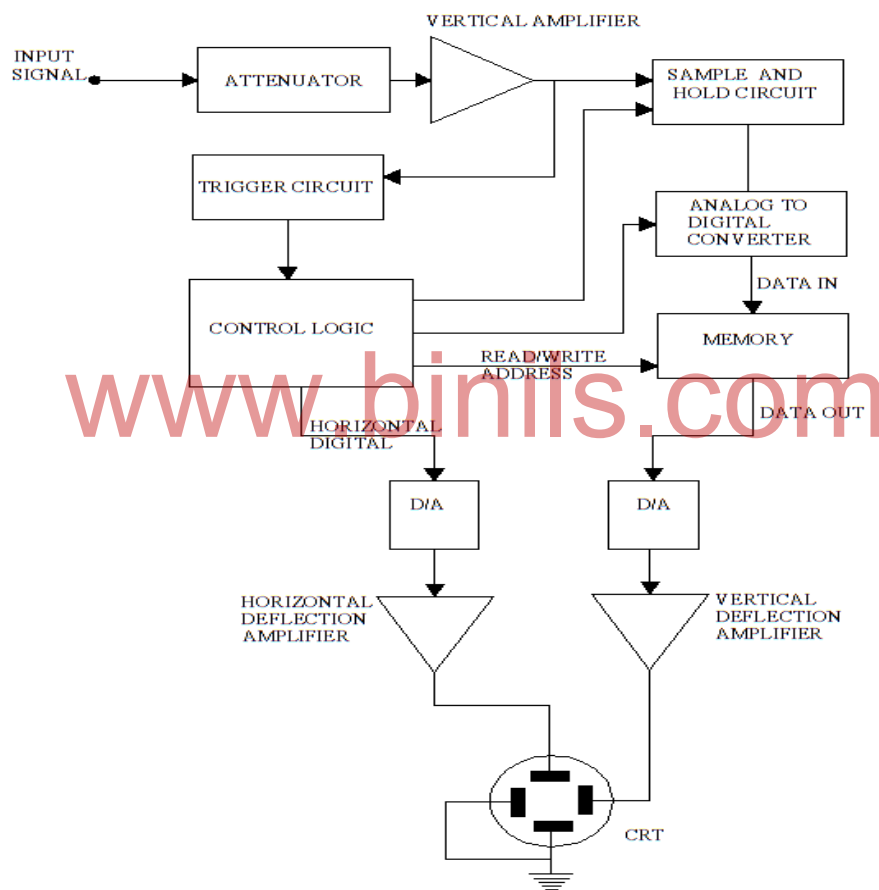 VERTICAL AMPLIFIER
INPUT
SIGNAL
ATTENUATOR
SAMPLE AND
HOLD CIRCUIT
TRIGGER CIRCUIT
ANALOG TO
DIGITAL
CONVERTER
DATA IN
CONTROL LOGIC
MEMORY
READ/WRITE
ADDRESS
www.binils.com
DATA OUT
HORIZONTAL
DIGITAL
D/A
D/A
HORIZONTAL
DEFLECTION
AMPLIFIER
VERTICAL
DEFLECTION
AMPLIFIER
CRT